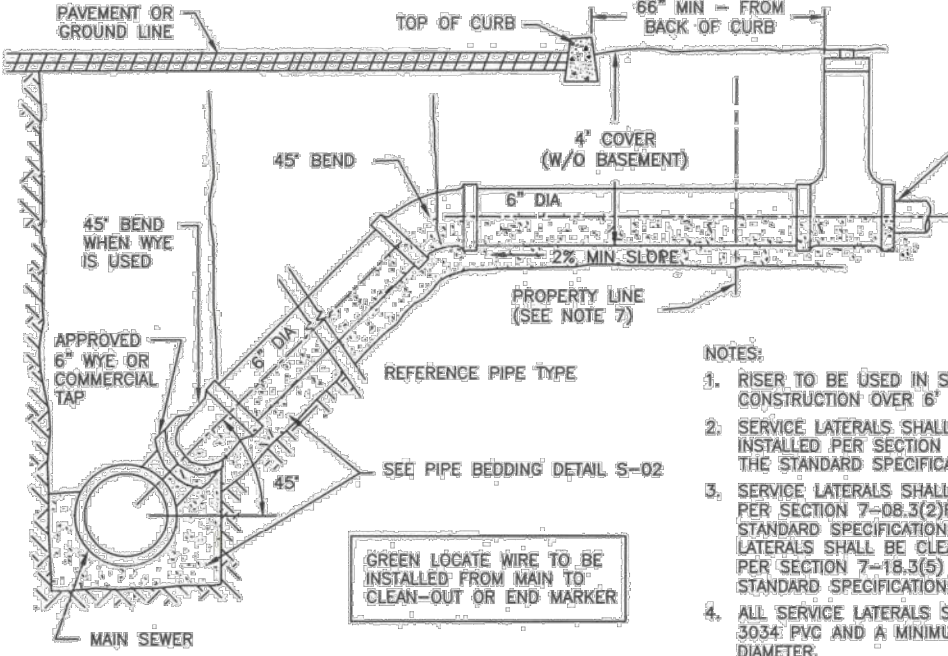 PAVEMENT OR
GROUND LINE
TOP OF CURB
66" MIN – FROM
BACK OF CURB
4' COVER
(W/O BASEMENT)
45° BEND
6" DIA
45° BEND
WHEN WYE
IS USED
2% MIN SLOPE
PROPERTY LINE
(SEE NOTE 7)
APPROVED
6" WYE OR
COMMERCIAL
TAP
6" DIA
REFERENCE PIPE TYPE
45°
SEE PIPE BEDDING DETAIL S-02
GREEN LOCATE WIRE TO BE
INSTALLED FROM MAIN TO
CLEAN-OUT OR END MARKER
MAIN SEWER
NOTES:
1. RISER TO BE USED IN
CONSTRUCTION OVER 6'
2. SERVICE LATERALS SHALL
INSTALLED PER SECTION
THE STANDARD
3. SERVICE LATERALS SHALL
PER SECTION 7-08.3(2)
STANDARD SPECIFICATION
LATERALS SHALL BE
PER SECTION 7-18.3(5)
STANDARD SPECIFICATION
4. ALL SERVICE LATERALS
3034 PVC AND A
DIAMETER.